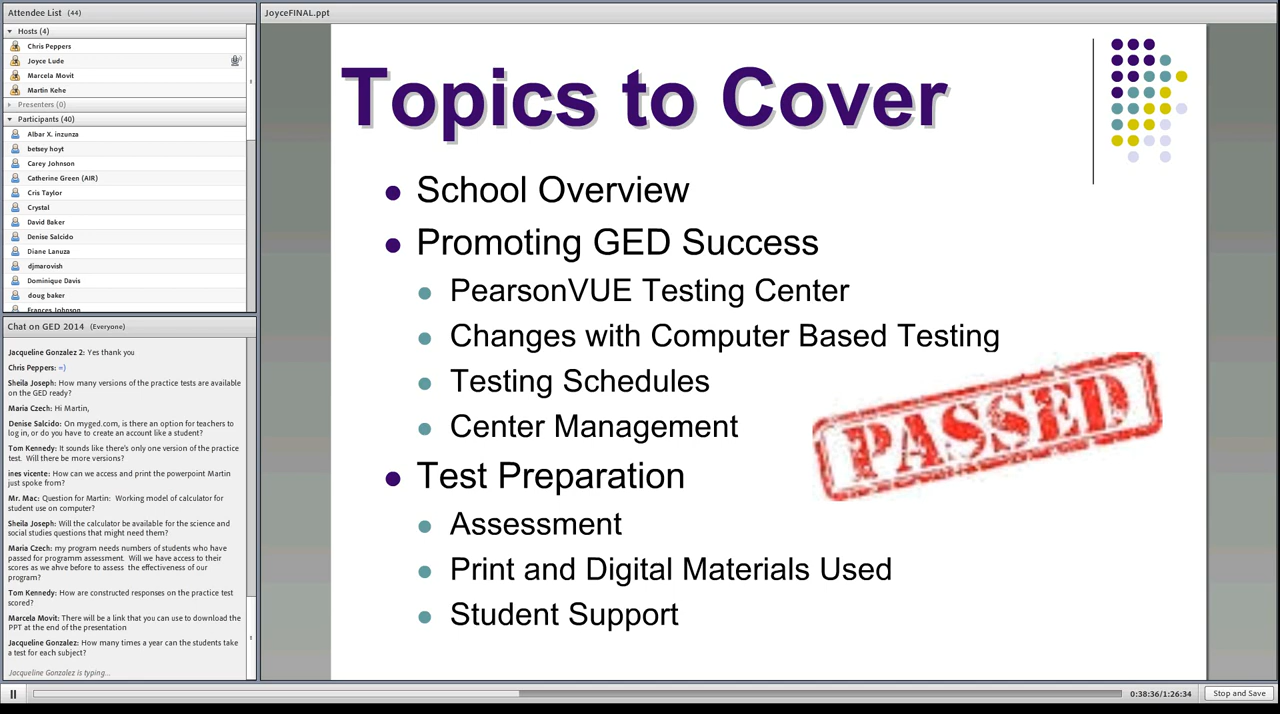 Attendee List (44)
Hosts (4)
Chris Peppers
Joyce Lude
Marcela Movit
Martin Kehe
Presenters (0)
Participants (40)
Albar X. inzunza
betsey hoyt
Carey Johnson
Catherine Green (AIR)
Cris Taylor
Crystal
David Baker
Denise Salcido
Diane Lanuza
djmarovish
Dominique Davis
doug baker
Frances Johnson
Chat on GED 2014 (Everyone)
Jacqueline Gonzalez 2: Yes thank you
Chris Peppers: =)
Sheila Joseph: How many versions of the practice tests are available
on the GED ready?
Maria Czech: Hi Martin,
Denise Salcido: On myged.com, is there an option for teachers to
log in, or do you have to create an account like a student?
Tom Kennedy: It sounds like there's only one version of the practice
test. Will there be more versions?
ines vicente: How can we access and print the powerpoint Martin
just spoke from?
Mr. Mac: Question for Martin: Working model of calculator for
student use on computer?
Sheila Joseph: Will the calculator be available for the science and
social studies questions that might need them?
Maria Czech: my program needs numbers of students who have
passed for programm assessment. Will we have access to their
scores as we ahve before to assess the effectiveness of our
program?
Tom Kennedy: How are constructed responses on the practice test
scored?
Marcela Movit: There will be a link that you can use to download the
PPT at the end of the presentation
Jacqueline Gonzalez: How many times a year can the students take
a test for each subject?
Jacqueline Gonzalez is typing...
JoyceFINAL.ppt
Topics to Cover
School Overview
Promoting GED Success
PearsonVUE Testing Center
Changes with Computer Based Testing
Testing Schedules
Center Management
Test Preparation
Assessment
Print and Digital Materials Used
Student Support
PASSED
0:38:36/1:26:34
Stop and Save